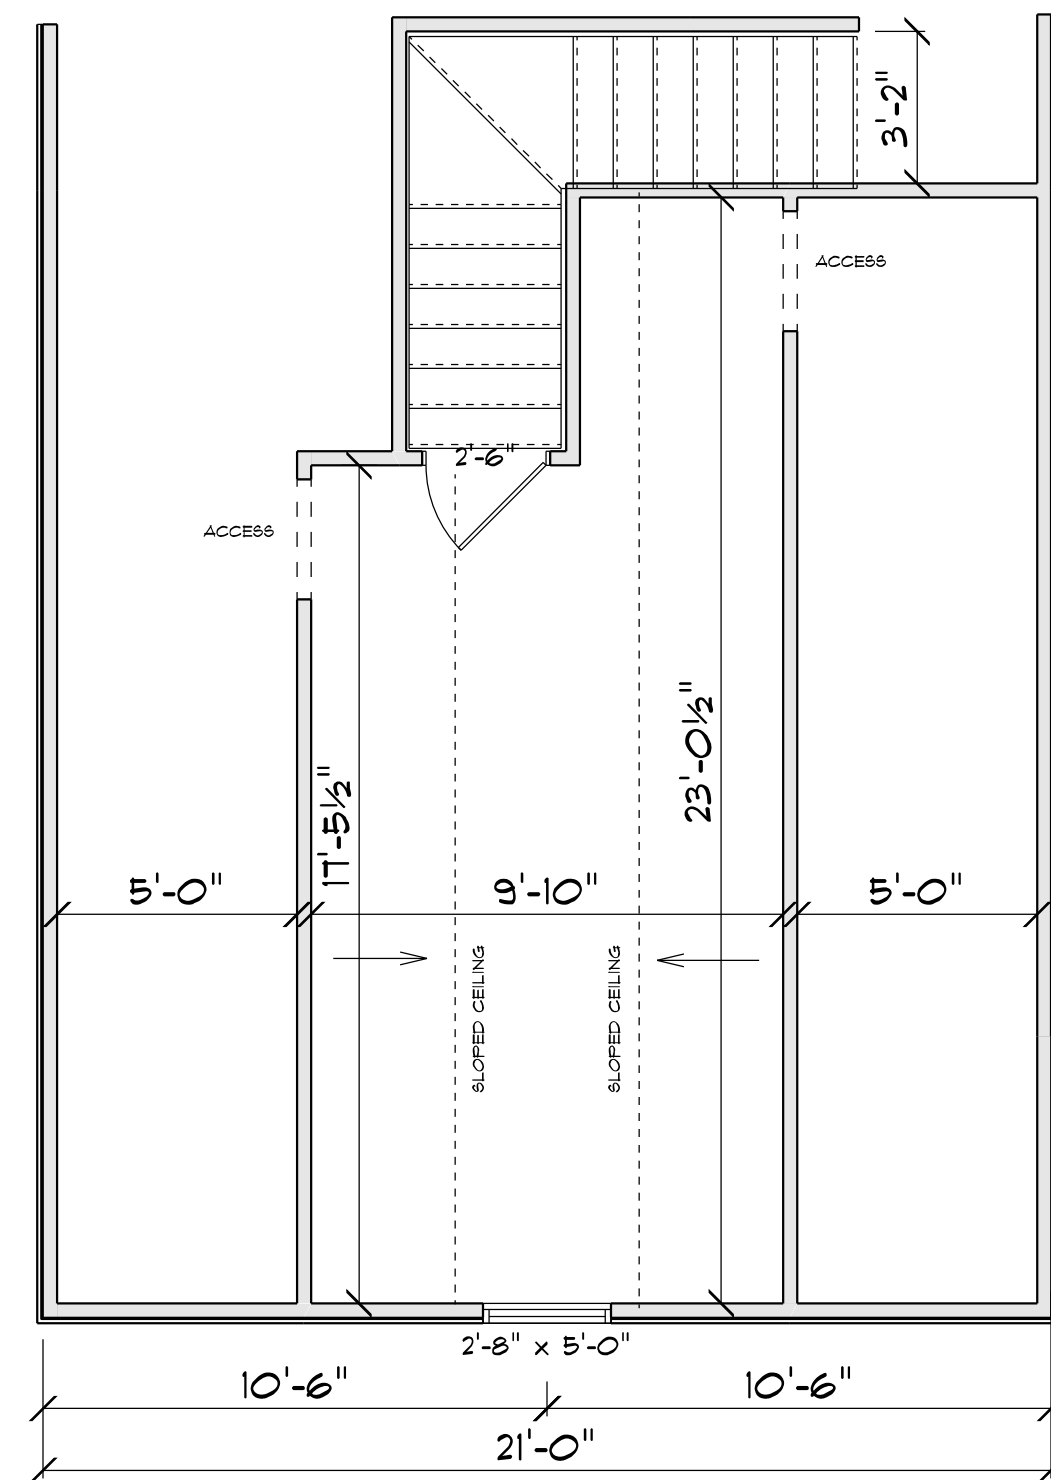 3'-2"
ACCESS
2'-6"
ACCESS
23'-0½"
17'-5½"
5'-0"
9'-10"
5'-0"
SLOPED CEILING
SLOPED CEILING
2'-8" x 5'-0"
10'-6"
10'-6"
21'-0"